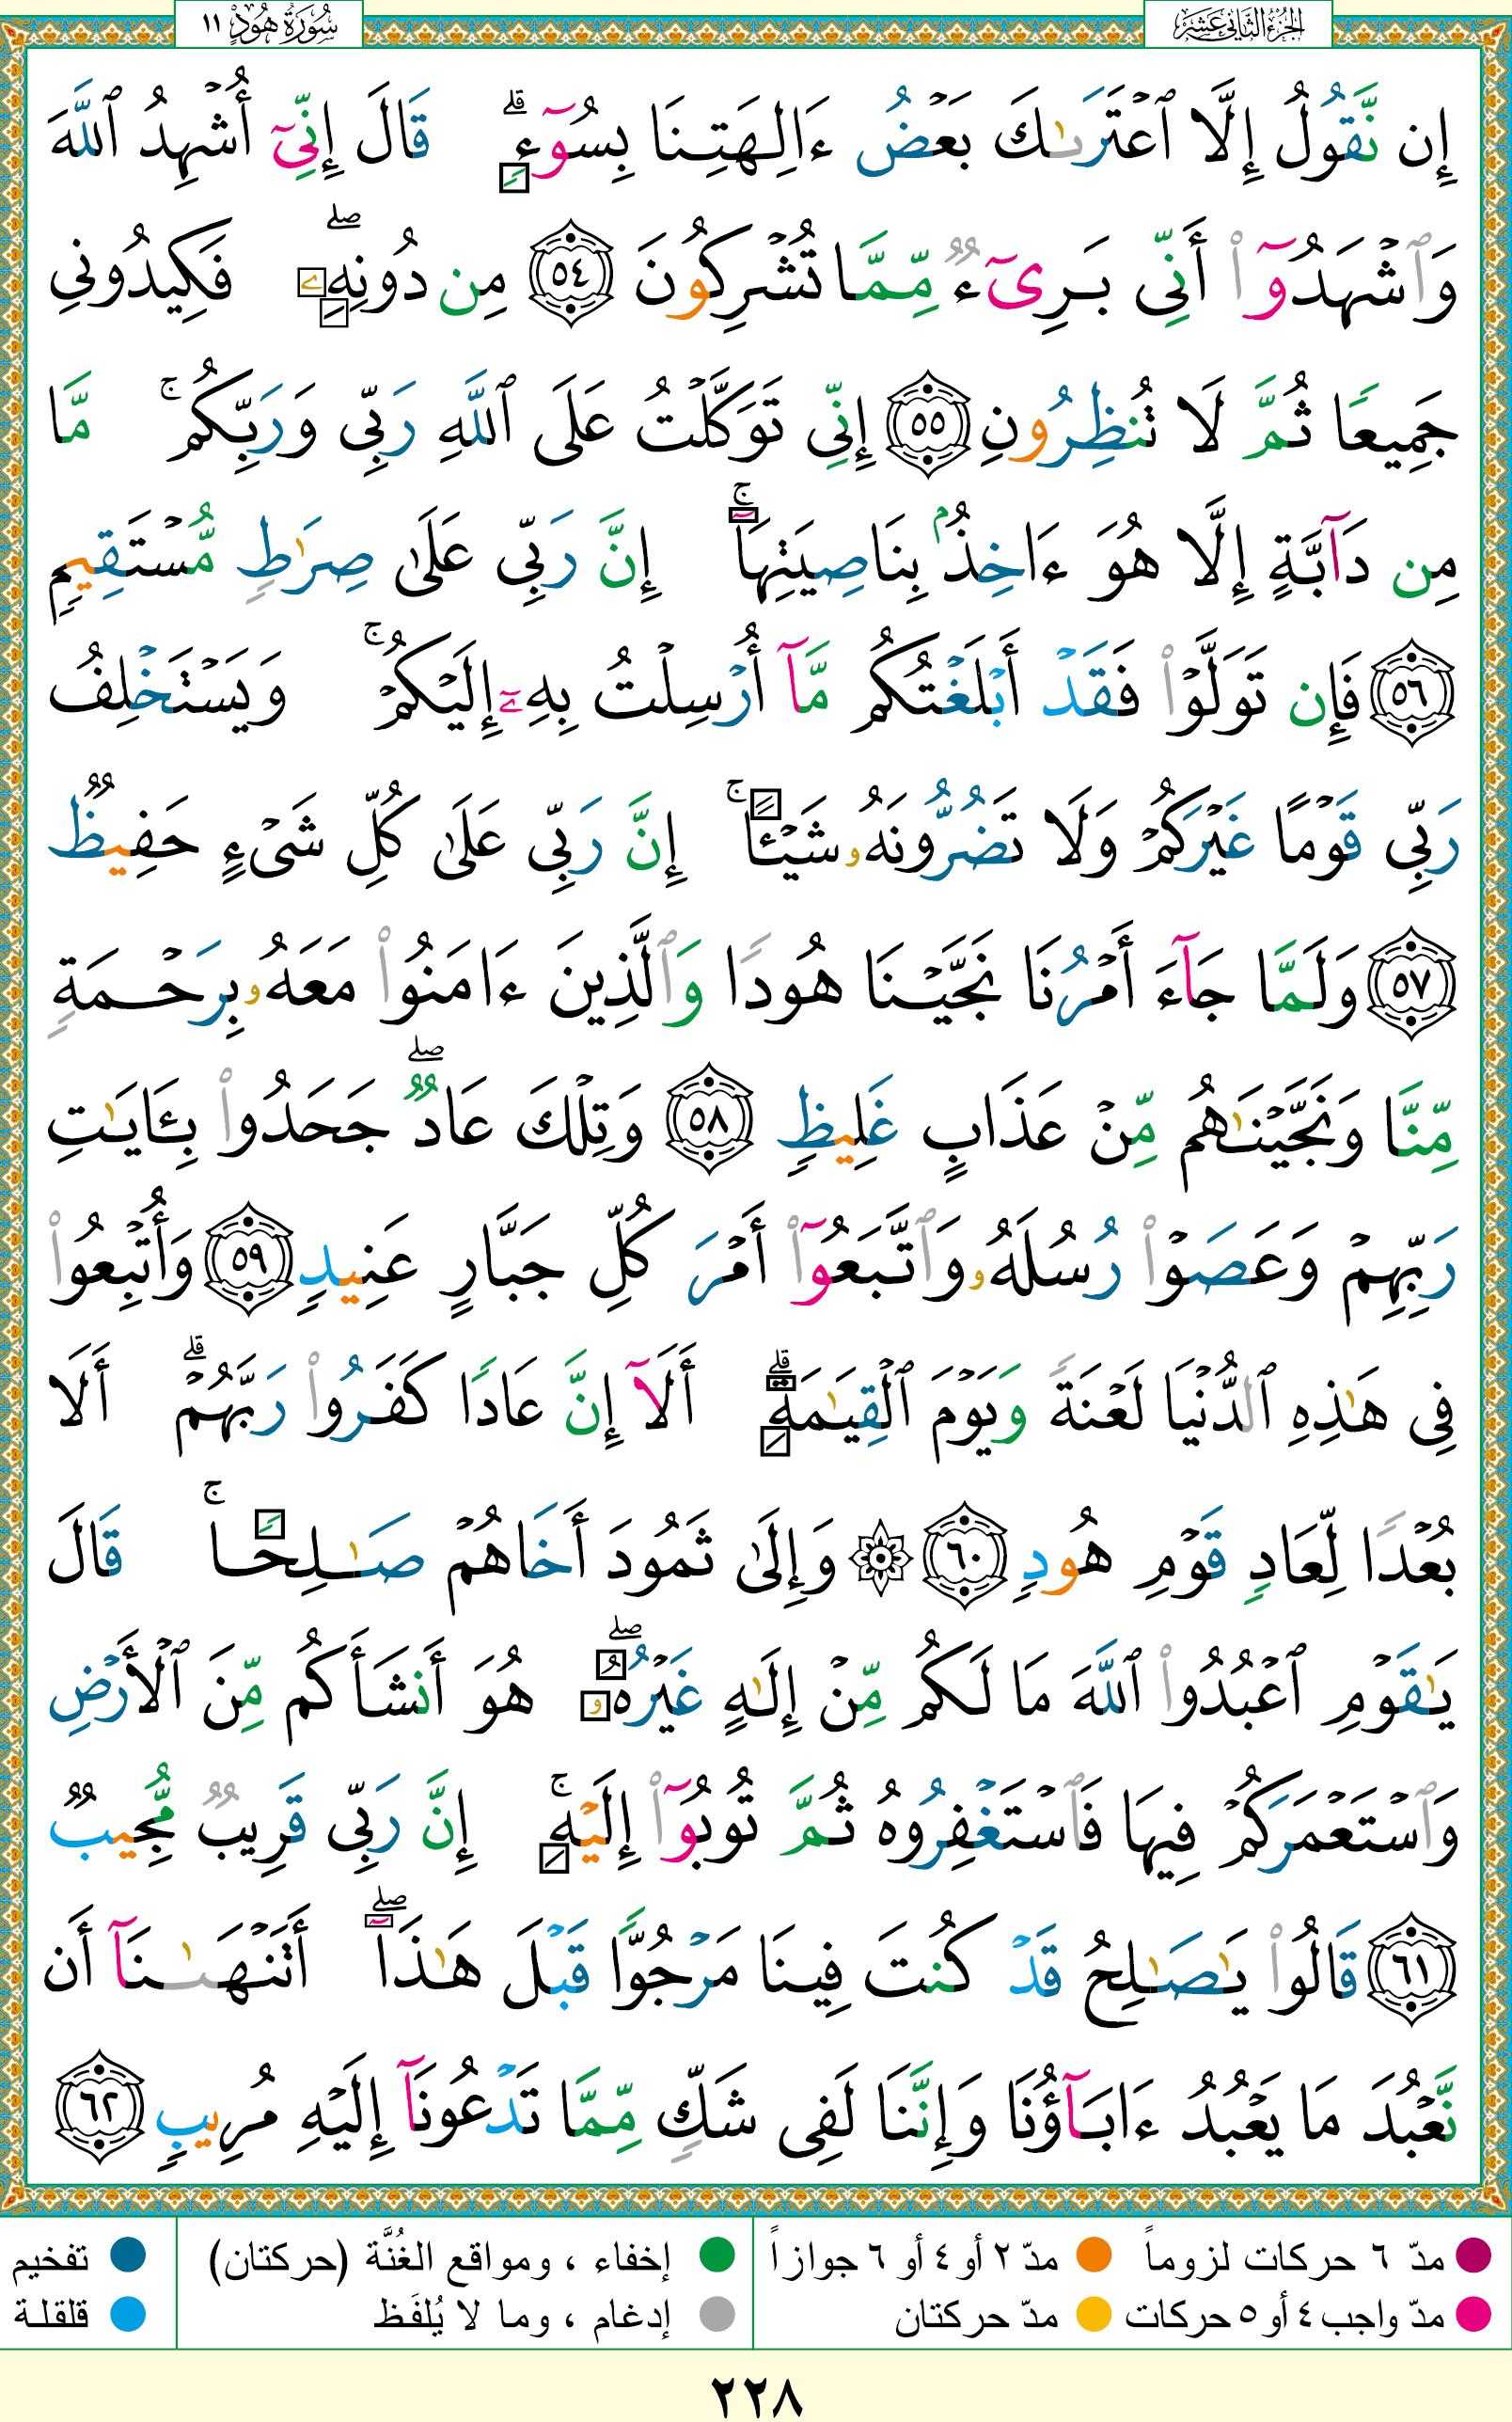 الجزء الثاني عشر
سُورَةُ هُودٍ ١١
إِن نَّقُولُ إِلَّا ٱعْتَرَىٰكَ بَعْضُ ءَالِهَتِنَا بِسُوٓءٍ ۗ قَالَ إِنِّىٓ أُشْهِدُ ٱللَّهَ
وَٱشْهَدُوٓا۟ أَنِّى بَرِىٓءٌ مِّمَّا تُشْرِكُونَ ٥٤ مِن دُونِهِۦ ۖ فَكِيدُونِى
جَمِيعًا ثُمَّ لَا تُنظِرُونِ ٥٥ إِنِّى تَوَكَّلْتُ عَلَى ٱللَّهِ رَبِّى وَرَبِّكُم ۚ مَّا
مِن دَآبَّةٍ إِلَّا هُوَ ءَاخِذٌۢ بِنَاصِيَتِهَآ ۚ إِنَّ رَبِّى عَلَىٰ صِرَٰطٍ مُّسْتَقِيمٍ
٥٦ فَإِن تَوَلَّوْا۟ فَقَدْ أَبْلَغْتُكُم مَّآ أُرْسِلْتُ بِهِۦٓ إِلَيْكُمْ ۚ وَيَسْتَخْلِفُ
رَبِّى قَوْمًا غَيْرَكُمْ وَلَا تَضُرُّونَهُۥ شَيْـًٔا ۚ إِنَّ رَبِّى عَلَىٰ كُلِّ شَىْءٍ حَفِيظٌ
٥٧ وَلَمَّا جَآءَ أَمْرُنَا نَجَّيْنَا هُودًا وَٱلَّذِينَ ءَامَنُوا۟ مَعَهُۥ بِرَحْمَةٍ
مِّنَّا وَنَجَّيْنَٰهُم مِّنْ عَذَابٍ غَلِيظٍ ٥٨ وَتِلْكَ عَادٌ ۖ جَحَدُوا۟ بِـَٔايَٰتِ
رَبِّهِمْ وَعَصَوْا۟ رُسُلَهُۥ وَٱتَّبَعُوٓا۟ أَمْرَ كُلِّ جَبَّارٍ عَنِيدٍ ٥٩ وَأُتْبِعُوا۟
فِى هَٰذِهِ ٱلدُّنْيَا لَعْنَةً وَيَوْمَ ٱلْقِيَٰمَةِ ۗ أَلَآ إِنَّ عَادًا كَفَرُوا۟ رَبَّهُمْ ۗ أَلَا
بُعْدًا لِّعَادٍ قَوْمِ هُودٍ ٦٠ ۞ وَإِلَىٰ ثَمُودَ أَخَاهُمْ صَٰلِحًا ۚ قَالَ
يَٰقَوْمِ ٱعْبُدُوا۟ ٱللَّهَ مَا لَكُم مِّنْ إِلَٰهٍ غَيْرُهُۥ ۖ هُوَ أَنشَأَكُم مِّنَ ٱلْأَرْضِ
وَٱسْتَعْمَرَكُمْ فِيهَا فَٱسْتَغْفِرُوهُ ثُمَّ تُوبُوٓا۟ إِلَيْهِ ۚ إِنَّ رَبِّى قَرِيبٌ مُّجِيبٌ
٦١ قَالُوا۟ يَٰصَٰلِحُ قَدْ كُنتَ فِينَا مَرْجُوًّا قَبْلَ هَٰذَآ ۖ أَتَنْهَىٰنَآ أَن
نَّعْبُدَ مَا يَعْبُدُ ءَابَآؤُنَا وَإِنَّنَا لَفِى شَكٍّ مِّمَّا تَدْعُونَآ إِلَيْهِ مُرِيبٍ ٦٢
مدّ ٦ حركات لزوماً مدّ ٢ أو ٤ أو ٦ جوازاً إخفاء ، ومواقع الغُنَّة (حركتان) تفخيم
مدّ واجب ٤ أو ٥ حركات مدّ حركتان إدغام ، وما لا يُلفَظ قلقلة
٢٢٨